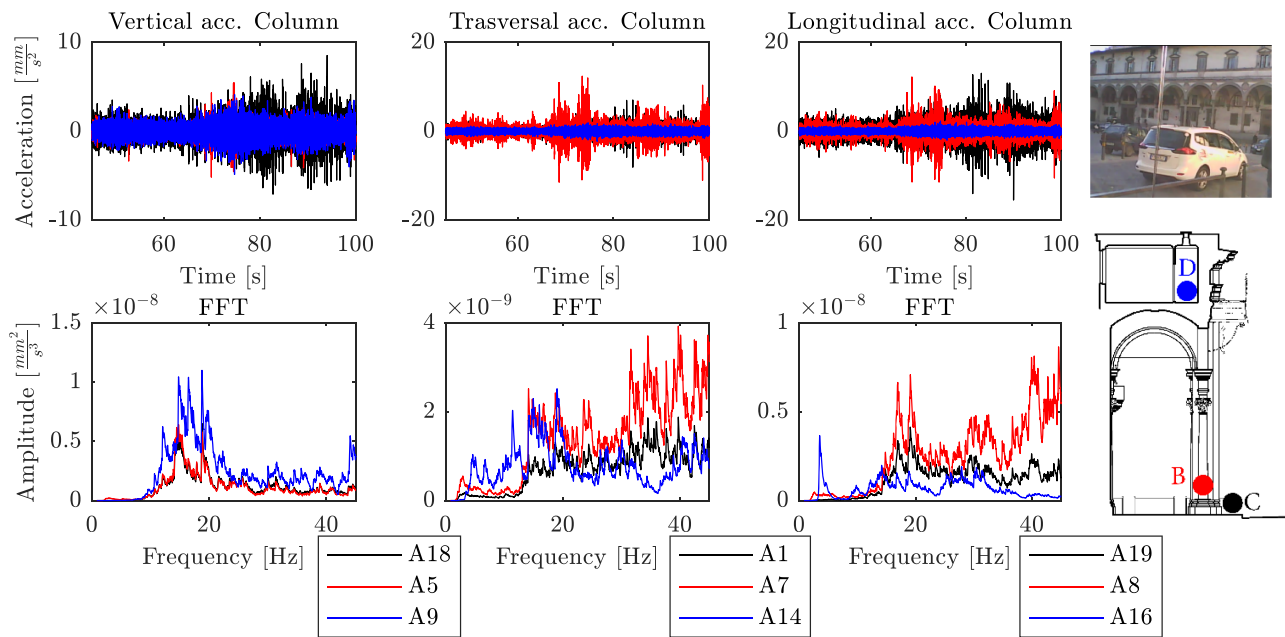 Vertical acc. Column
Trasversal acc. Column
Longitudinal acc. Column
Acceleration [mm/s²]
10
0
-10
60
80
100
Time [s]
20
0
-20
60
80
100
Time [s]
20
0
-20
60
80
100
Time [s]
×10⁻⁸
FFT
Amplitude [mm²/s³]
1.5
1
0.5
0
0
20
40
Frequency [Hz]
×10⁻⁹
FFT
4
2
0
0
20
40
Frequency [Hz]
×10⁻⁸
FFT
1
0.5
0
0
20
40
Frequency [Hz]
A18
A5
A9
A1
A7
A14
A19
A8
A16
D
B
C